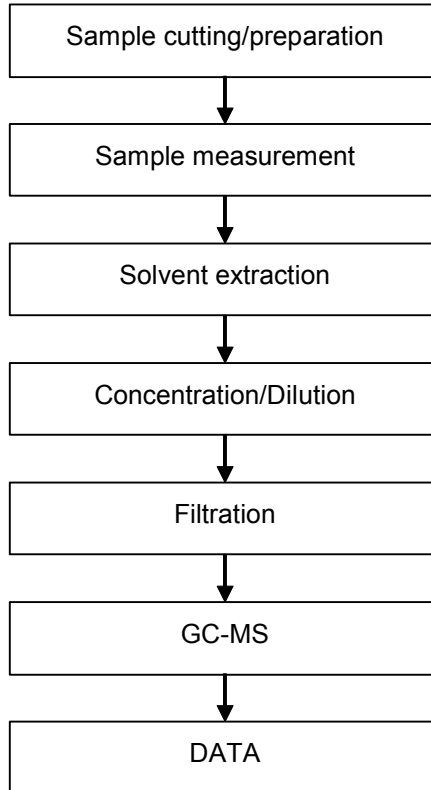 Sample cutting/preparation
Sample measurement
Solvent extraction
Concentration/Dilution
Filtration
GC-MS
DATA